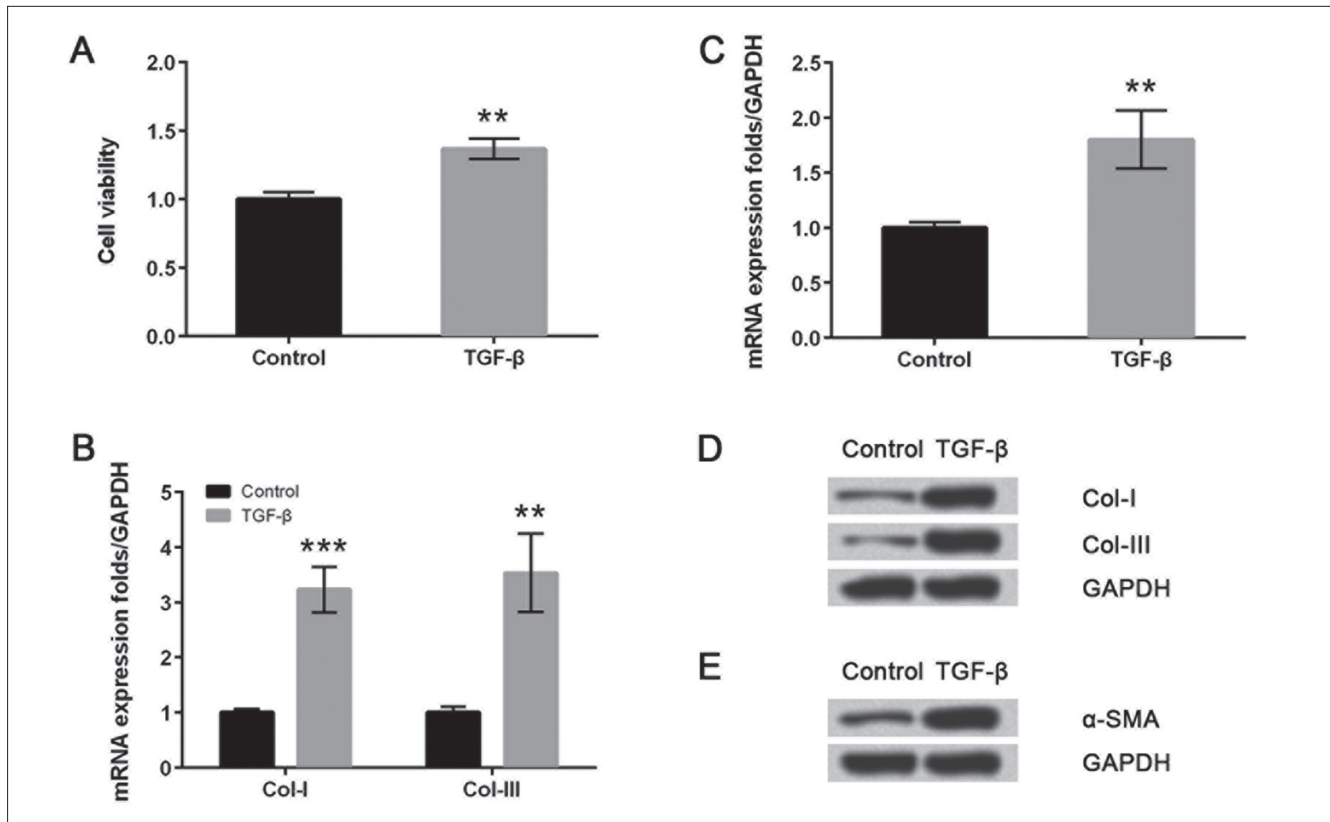 A
2.0
1.5
1.0
0.5
0.0
Cell viability
**
Control TGF-β
C
2.5
2.0
1.5
1.0
0.5
0.0
mRNA expression folds/GAPDH
**
Control TGF-β
B
5
4
3
2
1
0
mRNA expression folds/GAPDH
Control
TGF-β
***
**
Col-I Col-III
D
Control TGF-β
Col-I
Col-III
GAPDH
E
Control TGF-β
α-SMA
GAPDH